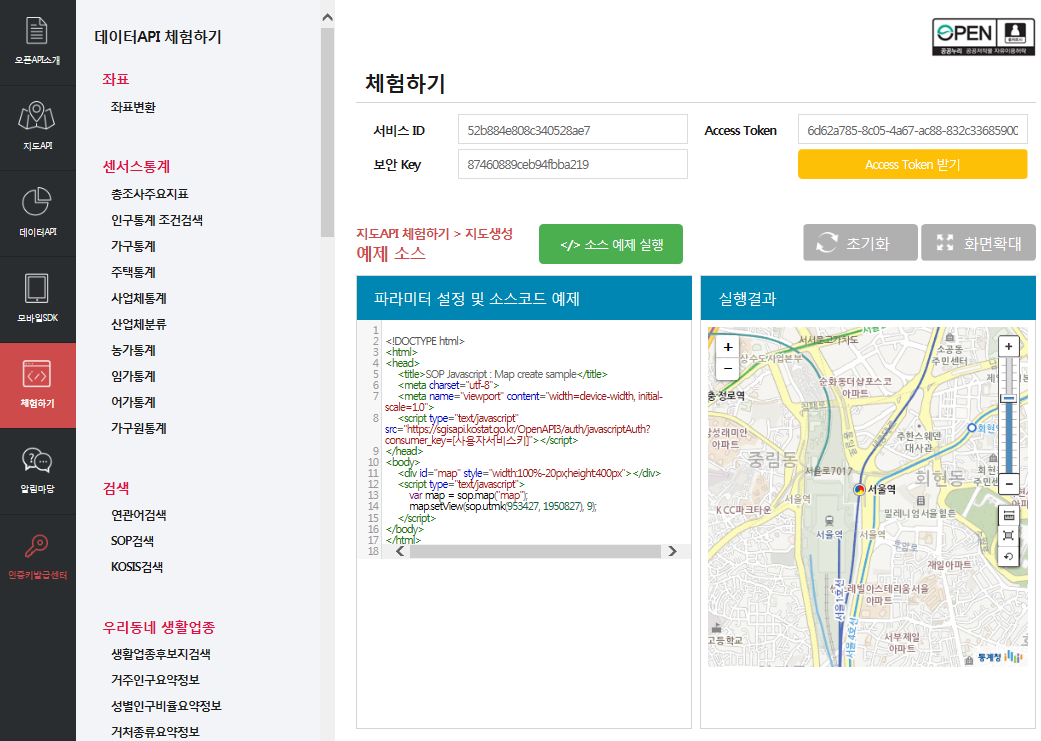 오픈API소개
지도API
데이터API
모바일SDK
체험하기
알림마당
인증키발급센터
데이터API 체험하기
좌표
좌표변환
센서스통계
총조사주요지표
인구통계 조건검색
가구통계
주택통계
사업체통계
산업체분류
농가통계
임가통계
어가통계
가구원통계
검색
연관어검색
SOP검색
KOSIS검색
우리동네 생활업종
생활업종후보지검색
거주인구요약정보
성별인구비율요약정보
거처종류요약정보
OPEN
공공누리 공공저작물 자유이용허락
체험하기
서비스 ID
52b884e808c340528ae7
Access Token
6d62a785-8c05-4a67-ac88-832c33685900
보안 Key
87460889ceb94fbba219
Access Token 받기
지도API 체험하기 > 지도생성
예제 소스
</> 소스 예제 실행
초기화
화면확대
파라미터 설정 및 소스코드 예제
1
2 <!DOCTYPE html>
3 <html>
4 <head>
5 <title>SOP Javascript : Map create sample</title>
6 <meta charset="utf-8">
7 <meta name="viewport" content="width=device-width, initial-
scale=1.0">
8 <script type="text/javascript"
src="https://sgisapi.kostat.go.kr/OpenAPI3/auth/javascriptAuth?
consumer_key=[사용자서비스키]"></script>
9 </head>
10 <body>
11 <div id="map" style="width:100%-20px;height:400px"></div>
12 <script type="text/javascript">
13 var map = sop.map("map");
14 map.setView(sop.utmk(953427, 1950827), 9);
15 </script>
16 </body>
17 </html>
18
실행결과
+
−
서서울고가차도
상수도사업본부
소공동
주민센터
순화동더샵포스코
아파트
충정로역
회현
삼성래미안
아파트
주한스웨덴
대사관
중림동
서울로7017
회현동
회현동
주민센터
서울역
서울역
KCC파크타운
밀레니엄서울힐튼
서울역
서울역
후암로
재일아파트
서울 1호선
레빌아스테리움서울
아파트
서울 4호선
서부제일
아파트
고등학교
통계청